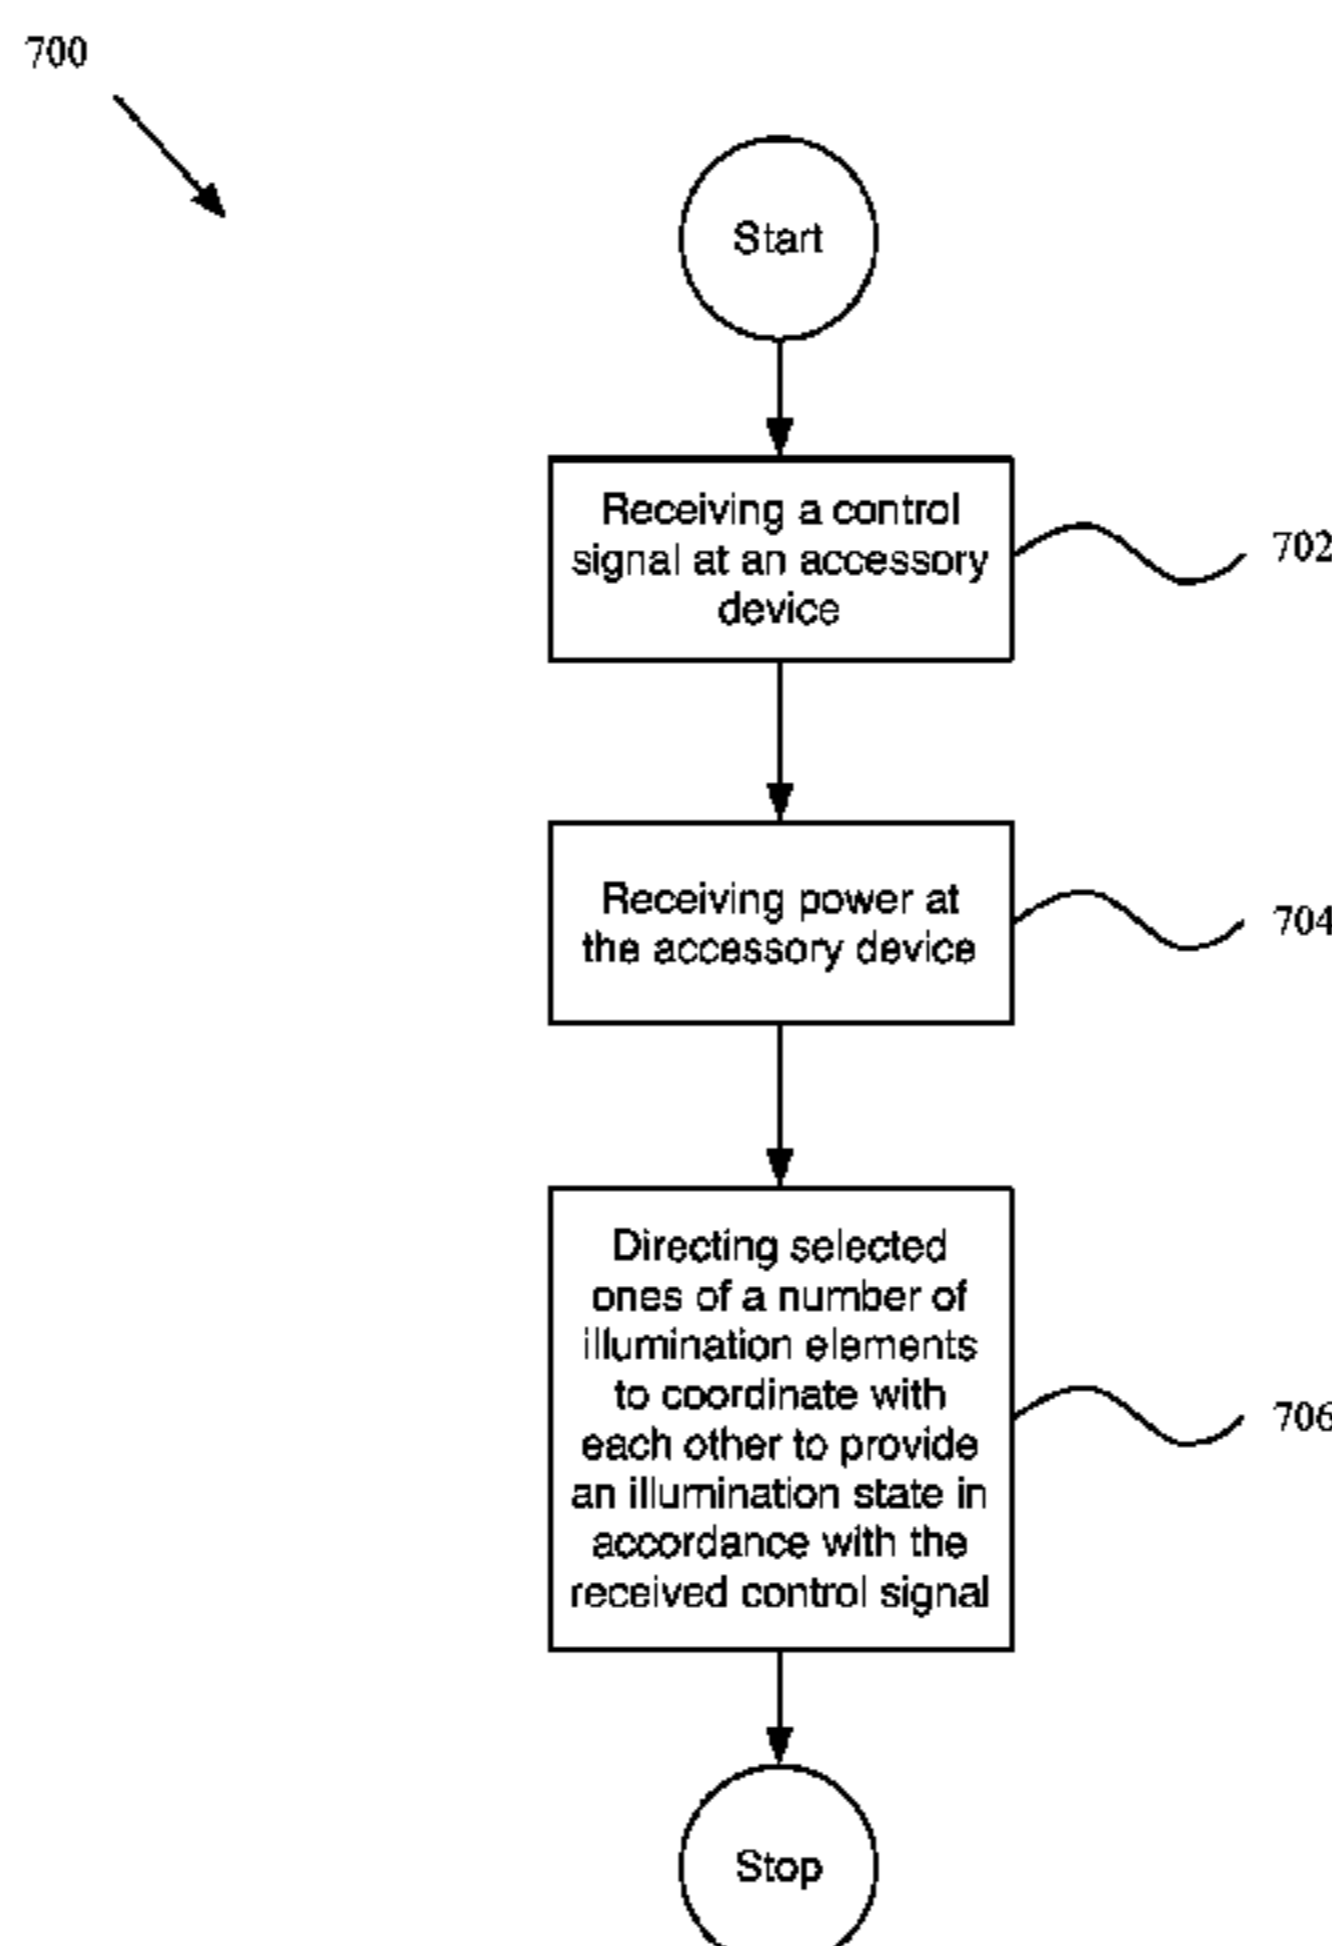 700
Start
Receiving a control
signal at an accessory
device
702
Receiving power at
the accessory device
704
Directing selected
ones of a number of
illumination elements
to coordinate with
each other to provide
an illumination state in
accordance with the
received control signal
706
Stop